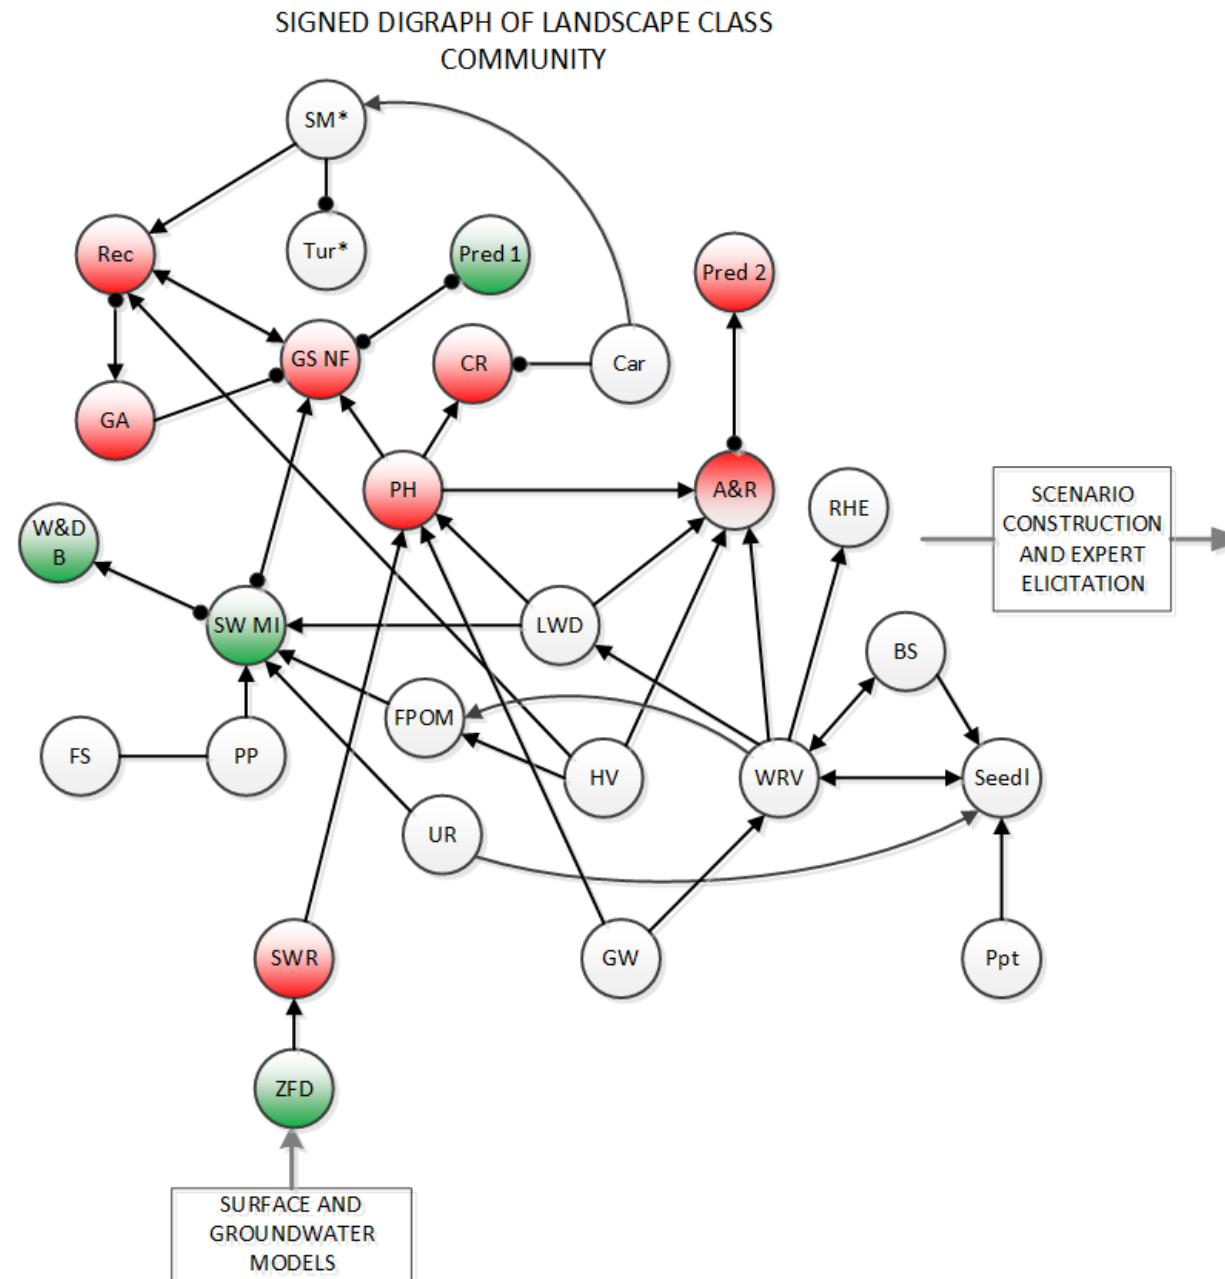 SIGNED DIGRAPH OF LANDSCAPE CLASS
COMMUNITY
SM*
Rec
Tur*
Pred 1
Pred 2
GS NF
CR
Car
GA
PH
A&R
RHE
SCENARIO
CONSTRUCTION
AND EXPERT
ELICITATION
W&D
B
SW MI
LWD
BS
FPOM
FS
PP
HV
WRV
Seedl
UR
SWR
GW
Ppt
ZFD
SURFACE AND
GROUNDWATER
MODELS